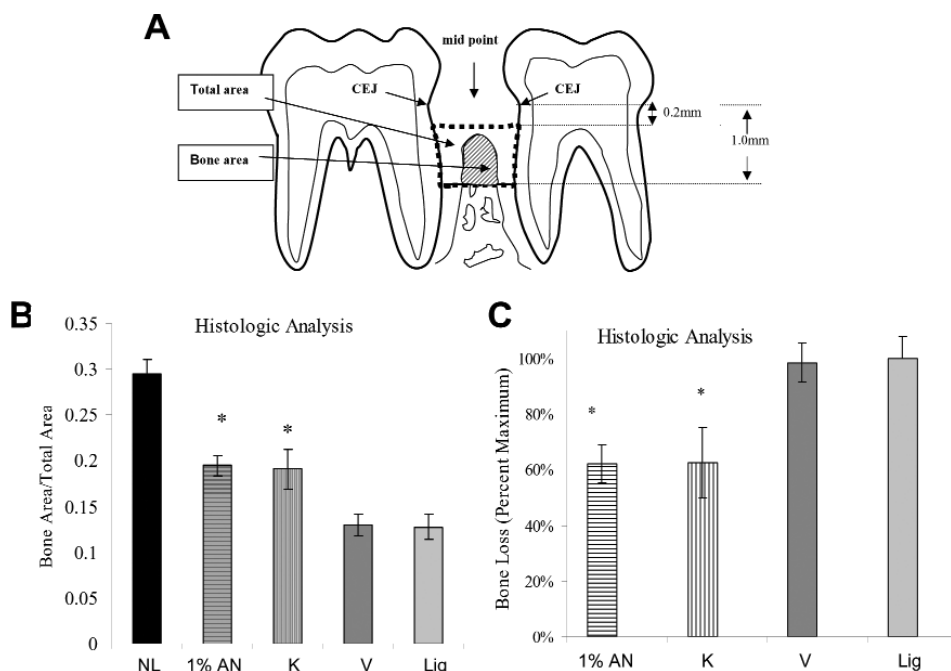 A
mid point
CEJ
CEJ
Total area
0.2mm
1.0mm
Bone area
B
Histologic Analysis
Bone Area/Total Area
0.35
0.3
0.25
0.2
0.15
0.1
0.05
0
*
*
NL
1% AN
K
V
Lig
C
Histologic Analysis
Bone Loss (Percent Maximum)
100%
80%
60%
40%
20%
0%
*
*
1% AN
K
V
Lig